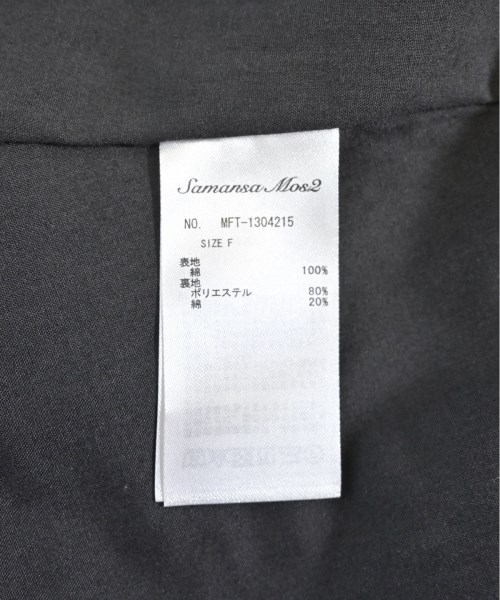 Samansa Mos2
NO. MFT-1304215
SIZE F
表地
綿 100%
裏地
ポリエステル 80%
綿 20%